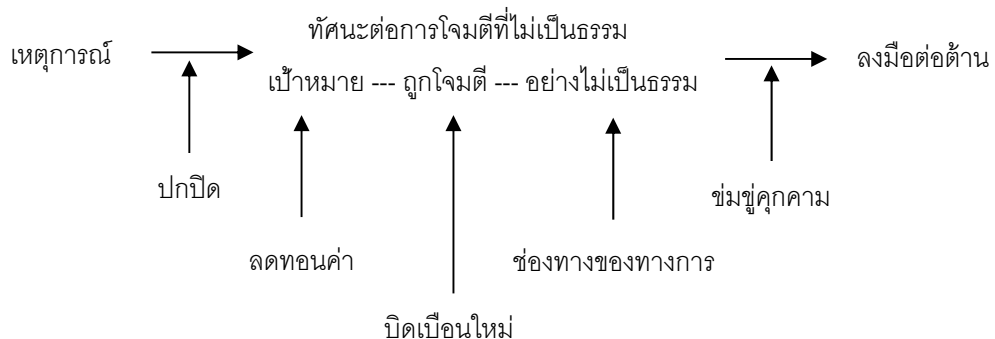 ทัศนะต่อการโจมตีที่ไม่เป็นธรรม
เหตุการณ์
ลงมือต่อต้าน
เป้าหมาย --- ถูกโจมตี --- อย่างไม่เป็นธรรม
ปกปิด
ข่มขู่คุกคาม
ลดทอนค่า
ช่องทางของทางการ
บิดเบือนใหม่